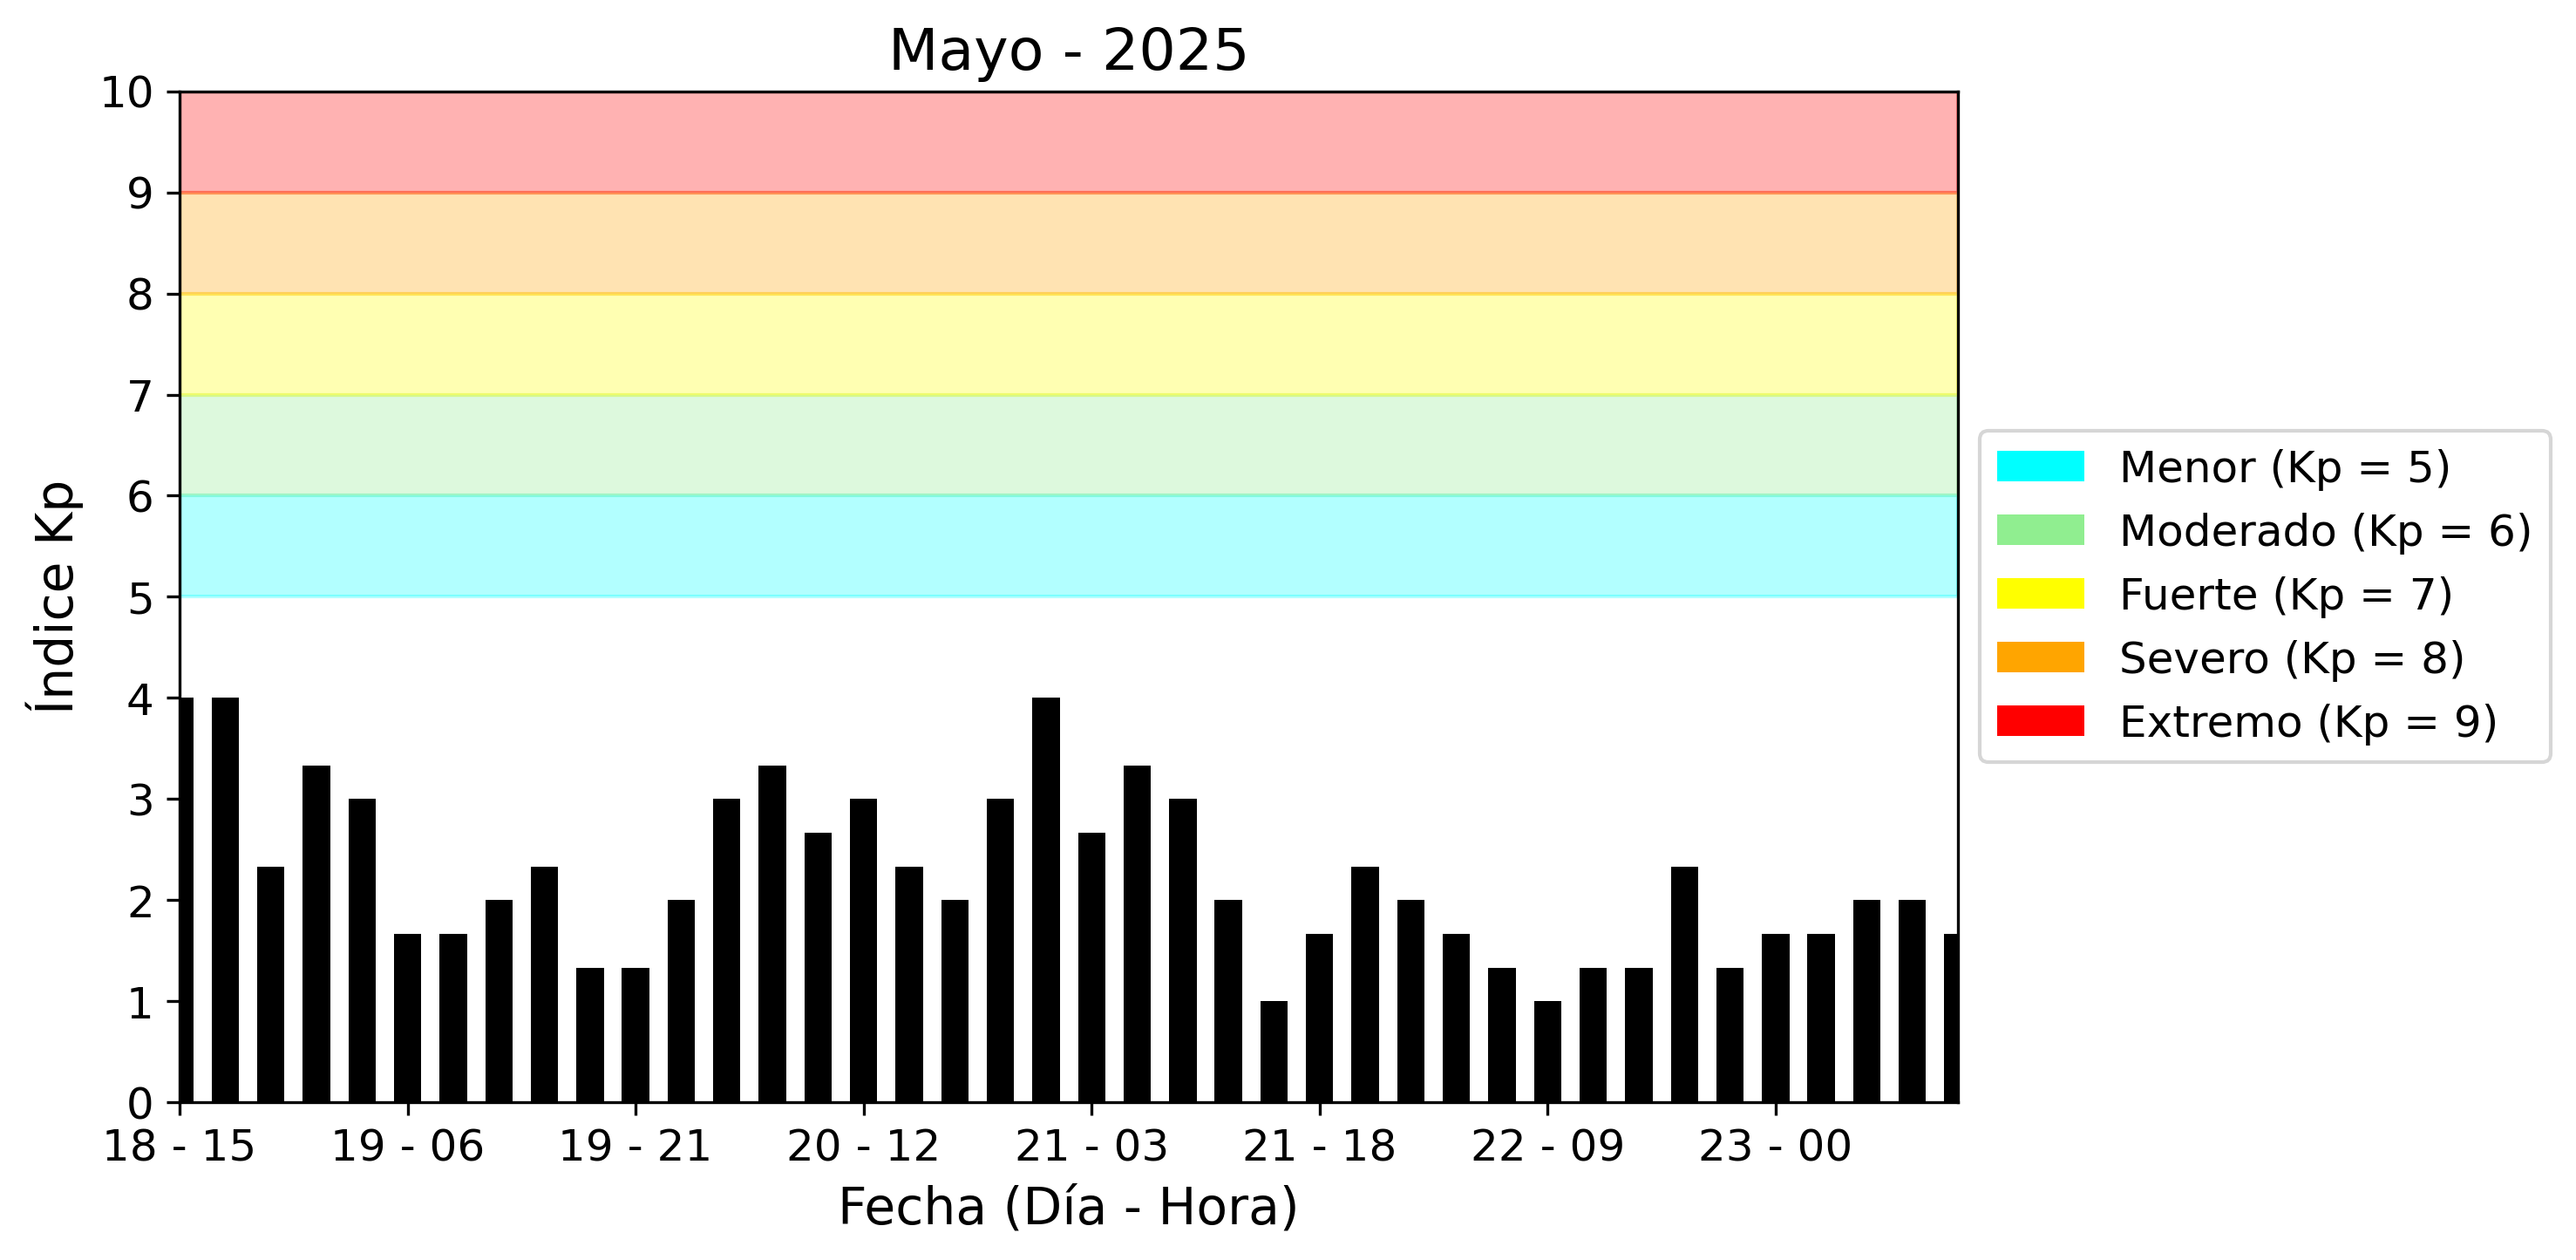 Mayo - 2025
10
9
8
7
6
5
4
3
2
1
0
Índice Kp
18 - 15 19 - 06 19 - 21 20 - 12 21 - 03 21 - 18 22 - 09 23 - 00
Fecha (Día - Hora)
Menor (Kp = 5)
Moderado (Kp = 6)
Fuerte (Kp = 7)
Severo (Kp = 8)
Extremo (Kp = 9)